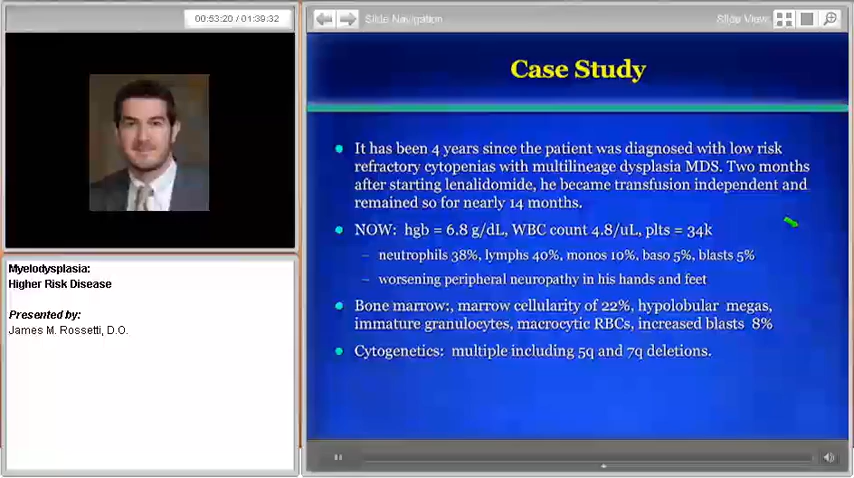 00:53:20 / 01:39:32
Slide Navigation
Slide View:
Myelodysplasia:
Higher Risk Disease
Presented by:
James M. Rossetti, D.O.
Case Study
It has been 4 years since the patient was diagnosed with low risk
refractory cytopenias with multilineage dysplasia MDS. Two months
after starting lenalidomide, he became transfusion independent and
remained so for nearly 14 months.
NOW: hgb = 6.8 g/dL, WBC count 4.8/uL, plts = 34k
– neutrophils 38%, lymphs 40%, monos 10%, baso 5%, blasts 5%
– worsening peripheral neuropathy in his hands and feet
Bone marrow:, marrow cellularity of 22%, hypolobular megas,
immature granulocytes, macrocytic RBCs, increased blasts 8%
Cytogenetics: multiple including 5q and 7q deletions.